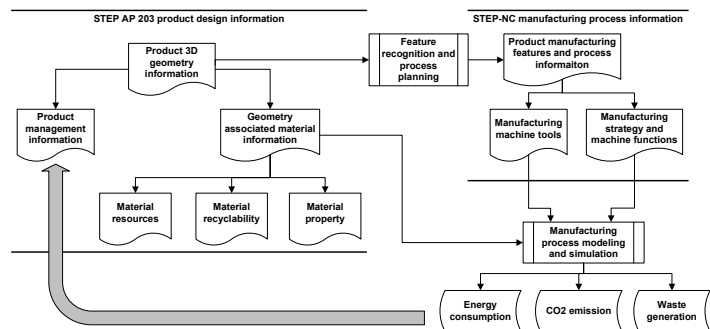 STEP AP 203 product design information
STEP-NC manufacturing process information
Product 3D
geometry
information
Feature
recognition and
process
planning
Product manufacturing
features and process
informaiton
Product
management
information
Geometry
associated material
information
Manufacturing
machine tools
Manufacturing
strategy and
machine functions
Material
resources
Material
recyclability
Material
property
Manufacturing
process modeling
and simulation
Energy
consumption
CO2 emission
Waste
generation